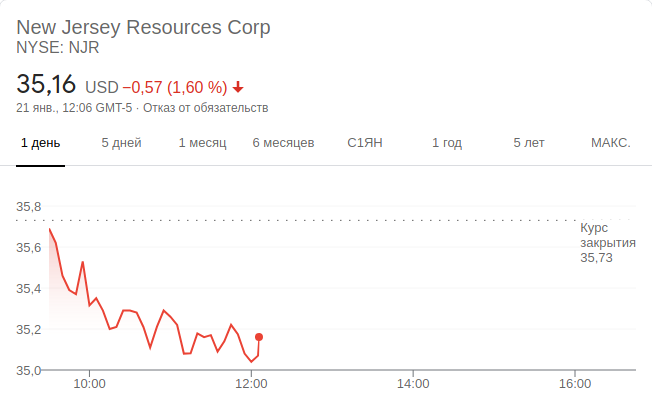 New Jersey Resources Corp
NYSE: NJR
35,16 USD −0,57 (1,60 %)
21 янв., 12:06 GMT-5 · Отказ от обязательств
1 день 5 дней 1 месяц 6 месяцев С1ЯН 1 год 5 лет МАКС.
35,8
Курс
закрытия
35,73
35,6
35,4
35,2
35,0
10:00 12:00 14:00 16:00